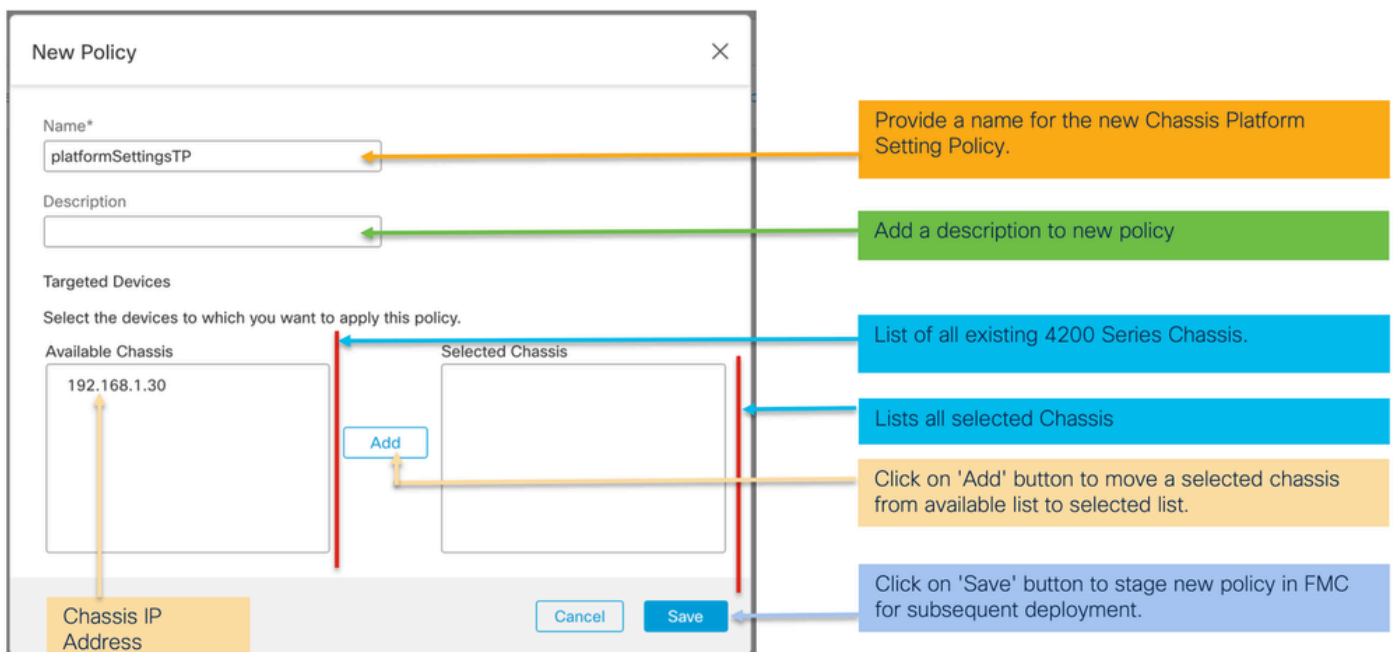 New Policy
Name*
platformSettingsTP
Description
Targeted Devices
Select the devices to which you want to apply this policy.
Available Chassis
192.168.1.30
Add
Selected Chassis
Chassis IP
Address
Cancel
Save
Provide a name for the new Chassis Platform
Setting Policy.
Add a description to new policy
List of all existing 4200 Series Chassis.
Lists all selected Chassis
Click on 'Add' button to move a selected chassis
from available list to selected list.
Click on 'Save' button to stage new policy in FMC
for subsequent deployment.